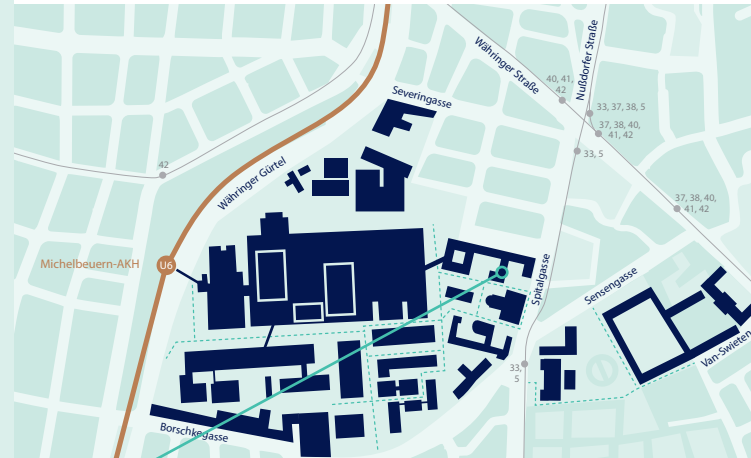 Währinger Straße
Nußdorfer Straße
40, 41,
42
Severingasse
33, 37, 38, 5
37, 38, 40,
41, 42
33, 5
42
Währinger Gürtel
37, 38, 40,
41, 42
Michelbeuern-AKH
U6
Spitalgasse
Sensengasse
Van-Swieten
33,
5
Borschkegasse